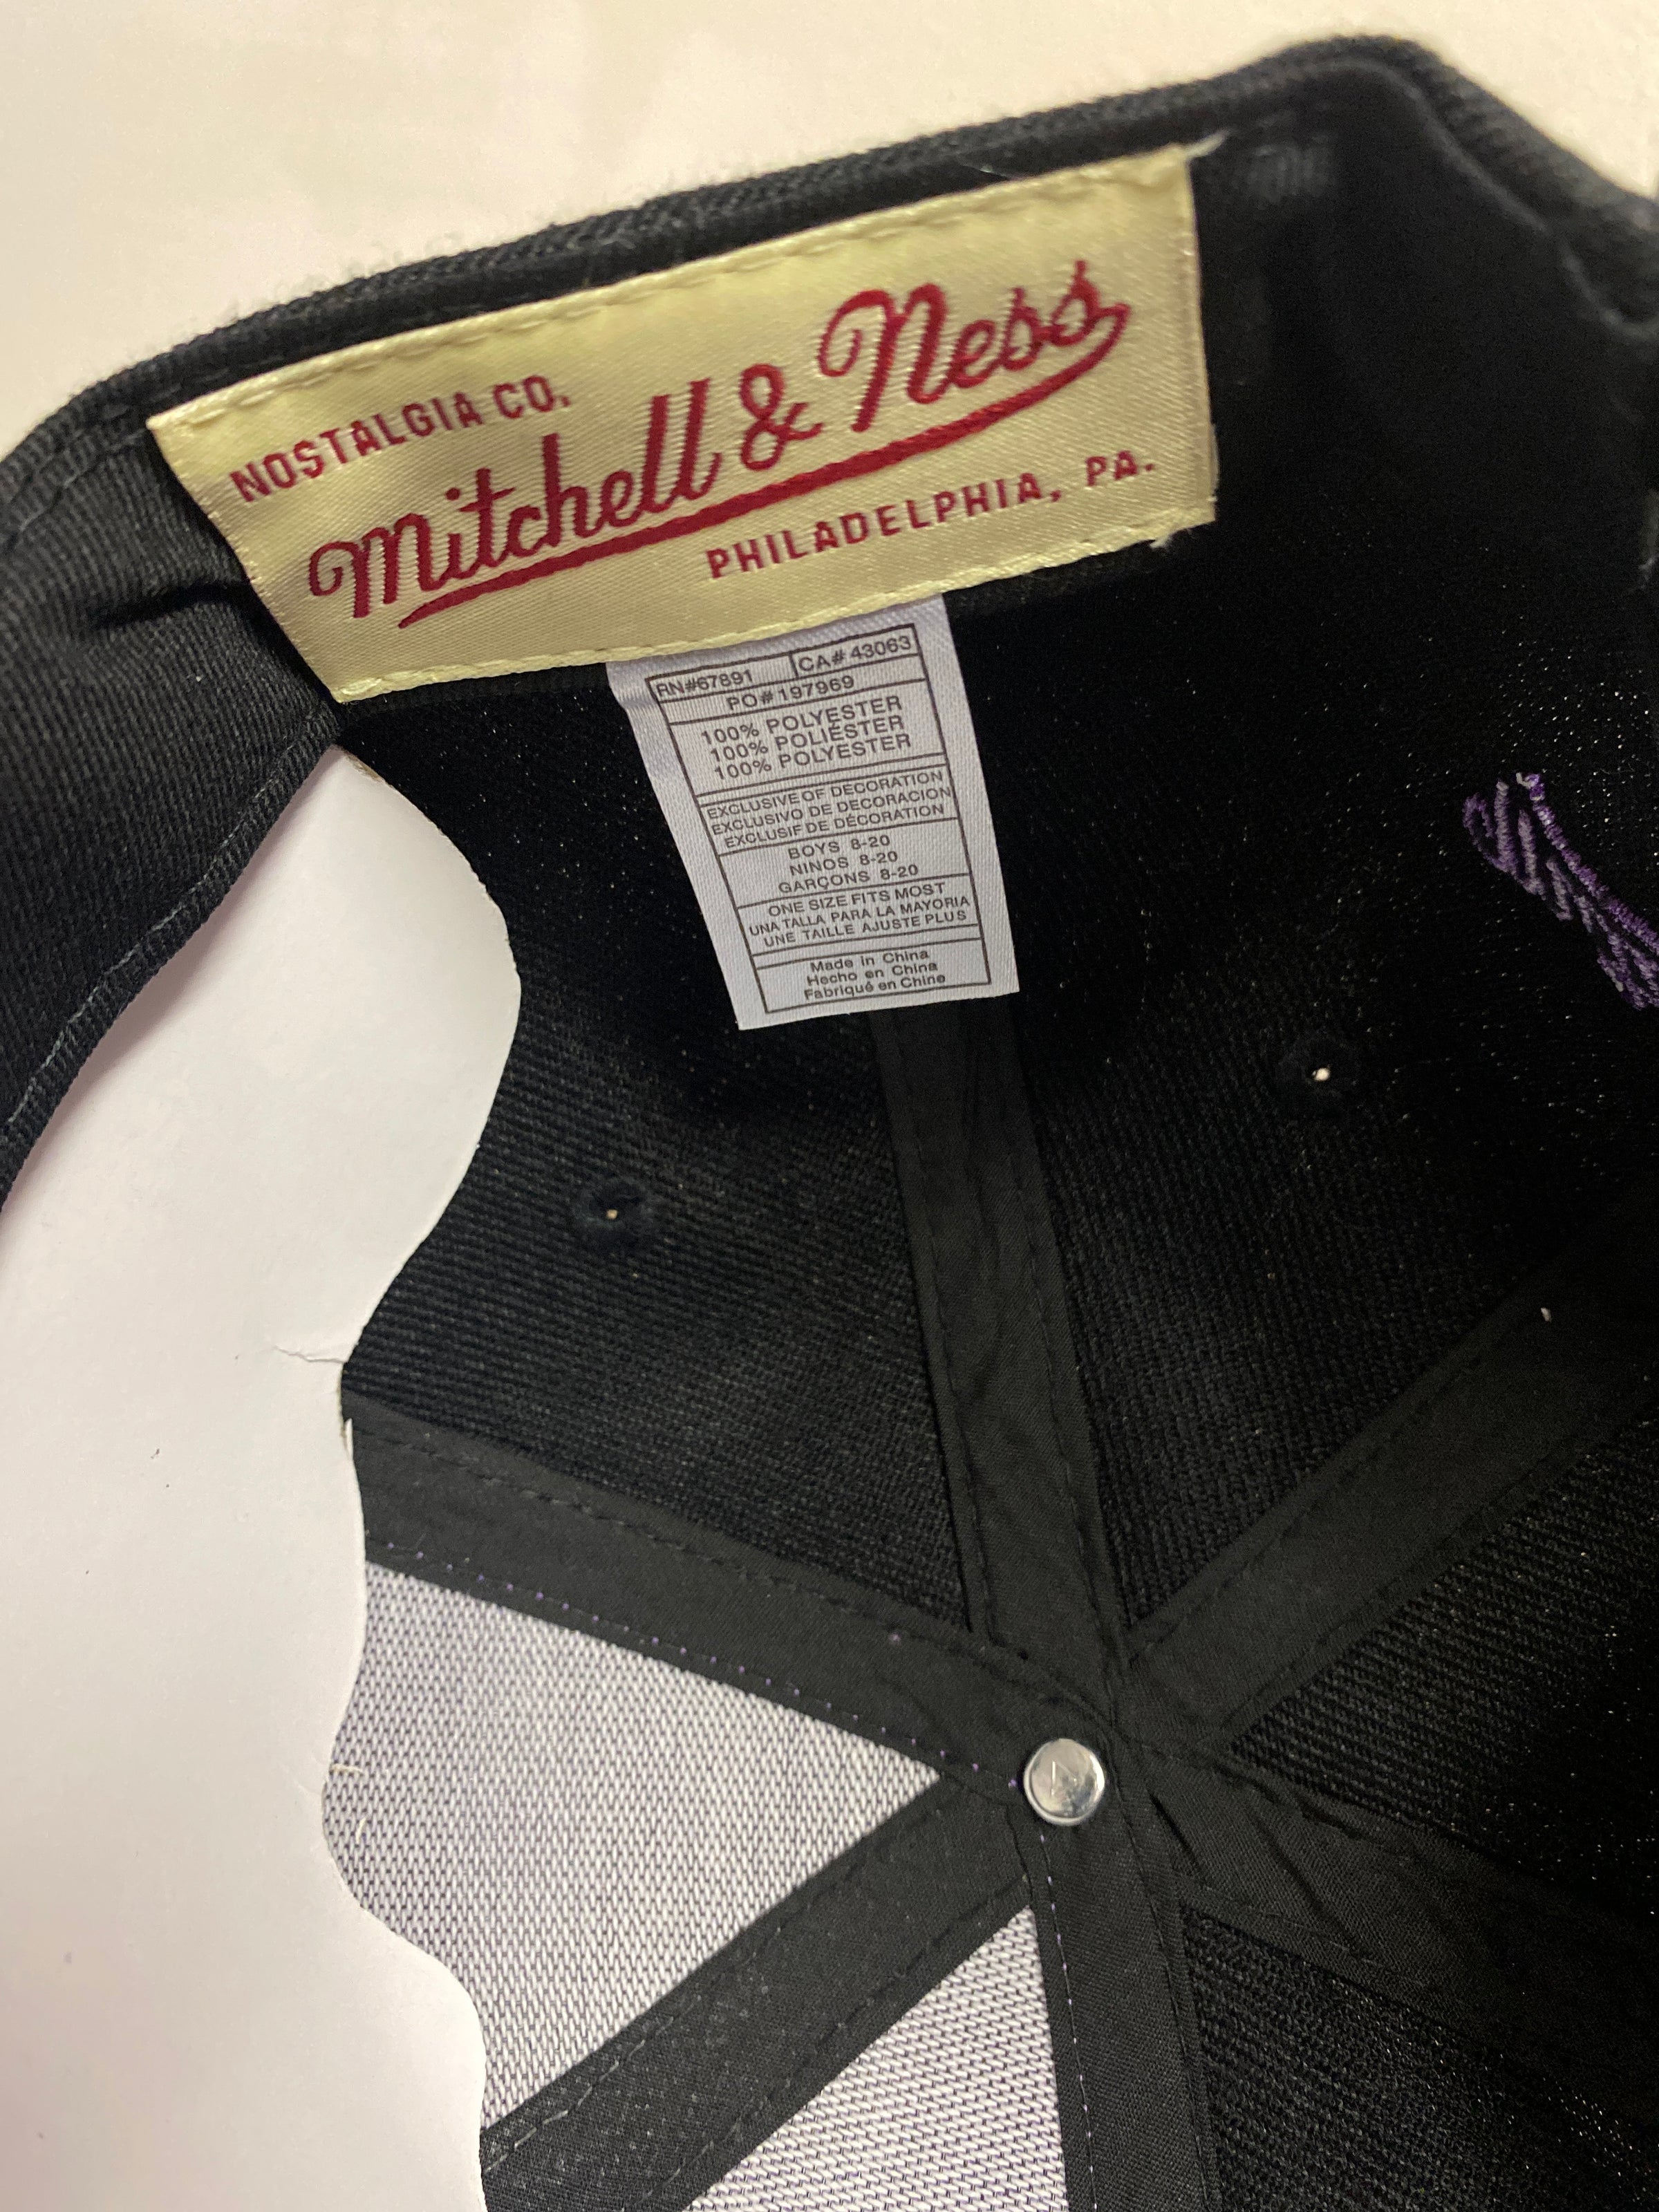 NOSTALGIA CO.
Mitchell & Ness
PHILADELPHIA, PA.
RN#67891 CA# 43063
PO#197969
100% POLYESTER
100% POLIÉSTER
100% POLYESTER
EXCLUSIVE OF DECORATION
EXCLUSIVO DE DECORACION
EXCLUSIF DE DÉCORATION
BOYS 8-20
NINOS 8-20
GARÇONS 8-20
ONE SIZE FITS MOST
UNA TALLA PARA LA MAYORIA
UNE TAILLE AJUSTE PLUS
Made in China
Hecho en China
Fabriqué en Chine